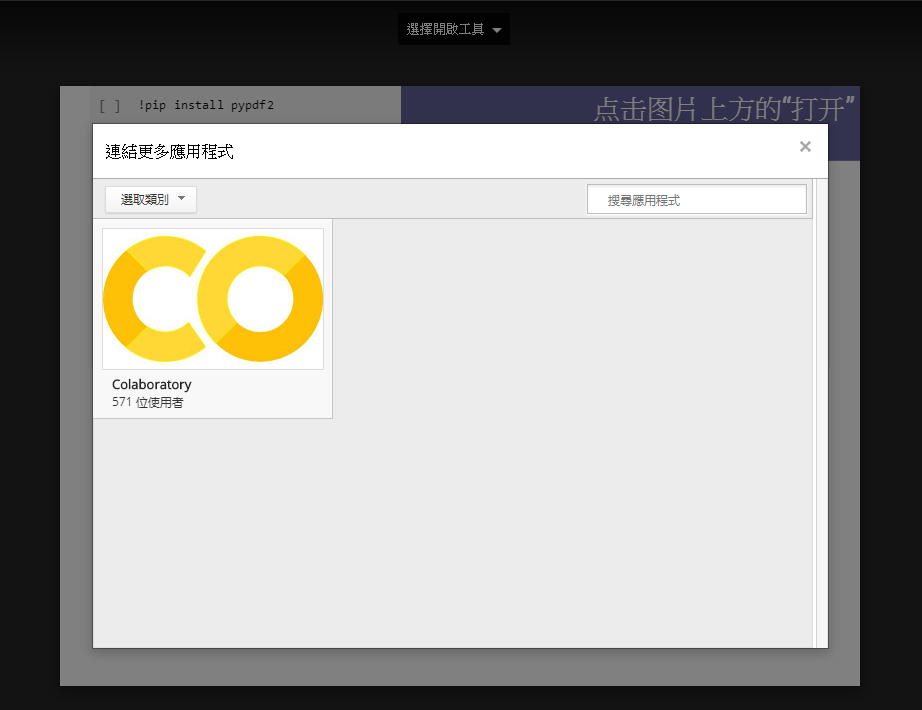 選擇開啟工具
[ ] !pip install pypdf2
点击图片上方的“打开”
連結更多應用程式
選取類別
搜尋應用程式
Colaboratory
571 位使用者